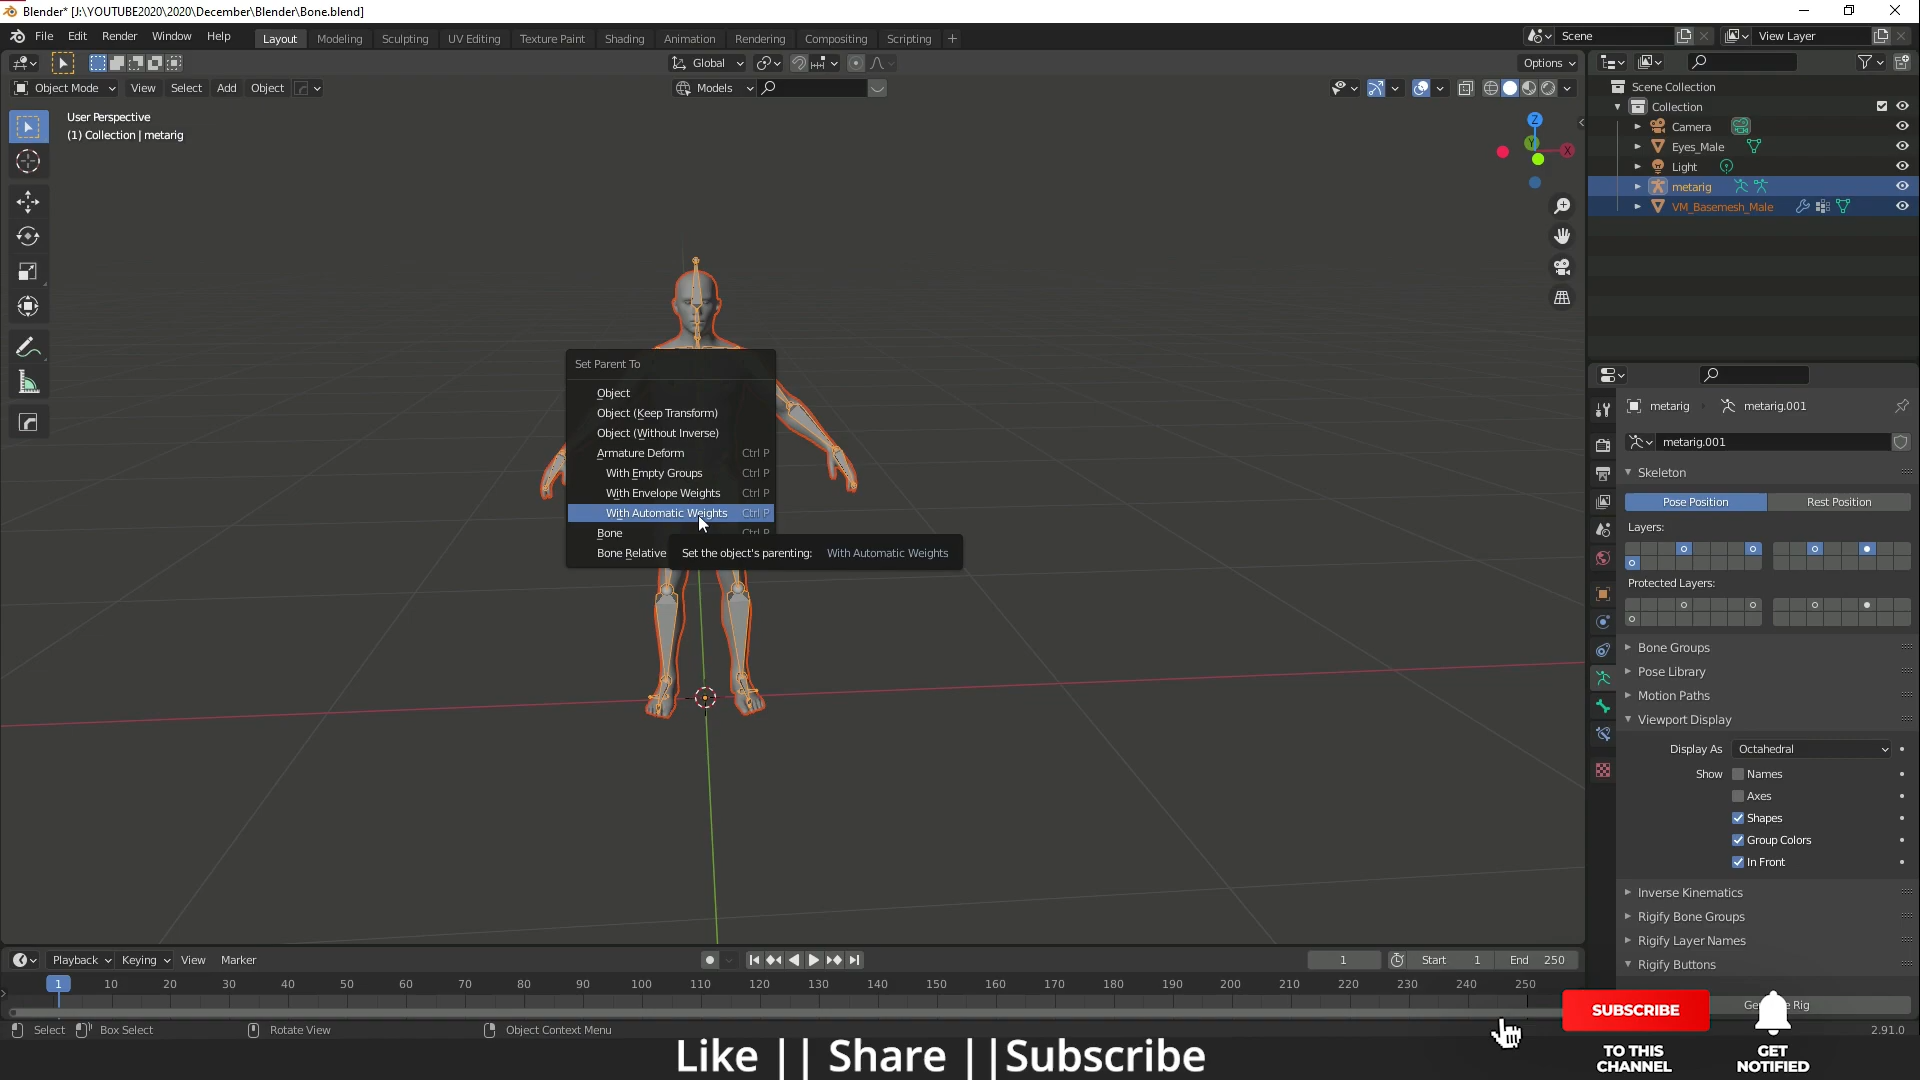 Blender* [J:\YOUTUBE2020\2020\December\Blender\Bone.blend]
File Edit Render Window Help Layout Modeling Sculpting UV Editing Texture Paint Shading Animation Rendering Compositing Scripting + Scene View Layer
Global Options
Object Mode View Select Add Object Models
User Perspective
(1) Collection | metarig
Z
Y
X
Scene Collection
Collection
Camera
Eyes_Male
Light
metarig
VM_Basemesh_Male
Set Parent To
Object
Object (Keep Transform)
Object (Without Inverse)
Armature Deform Ctrl P
With Empty Groups Ctrl P
With Envelope Weights Ctrl P
With Automatic Weights Ctrl P
Bone Ctrl P
Bone Relative
Set the object's parenting: With Automatic Weights
metarig metarig.001
metarig.001
Skeleton
Pose Position Rest Position
Layers:
Protected Layers:
Bone Groups
Pose Library
Motion Paths
Viewport Display
Display As Octahedral
Show Names
Axes
Shapes
Group Colors
In Front
Inverse Kinematics
Rigify Bone Groups
Rigify Layer Names
Rigify Buttons
Playback Keying View Marker 1 Start 1 End 250
1 10 20 30 40 50 60 70 80 90 100 110 120 130 140 150 160 170 180 190 200 210 220 230 240 250
Select Box Select Rotate View Object Context Menu 2.91.0
SUBSCRIBE
TO THIS
CHANNEL
GET
NOTIFIED
Like || Share ||Subscribe